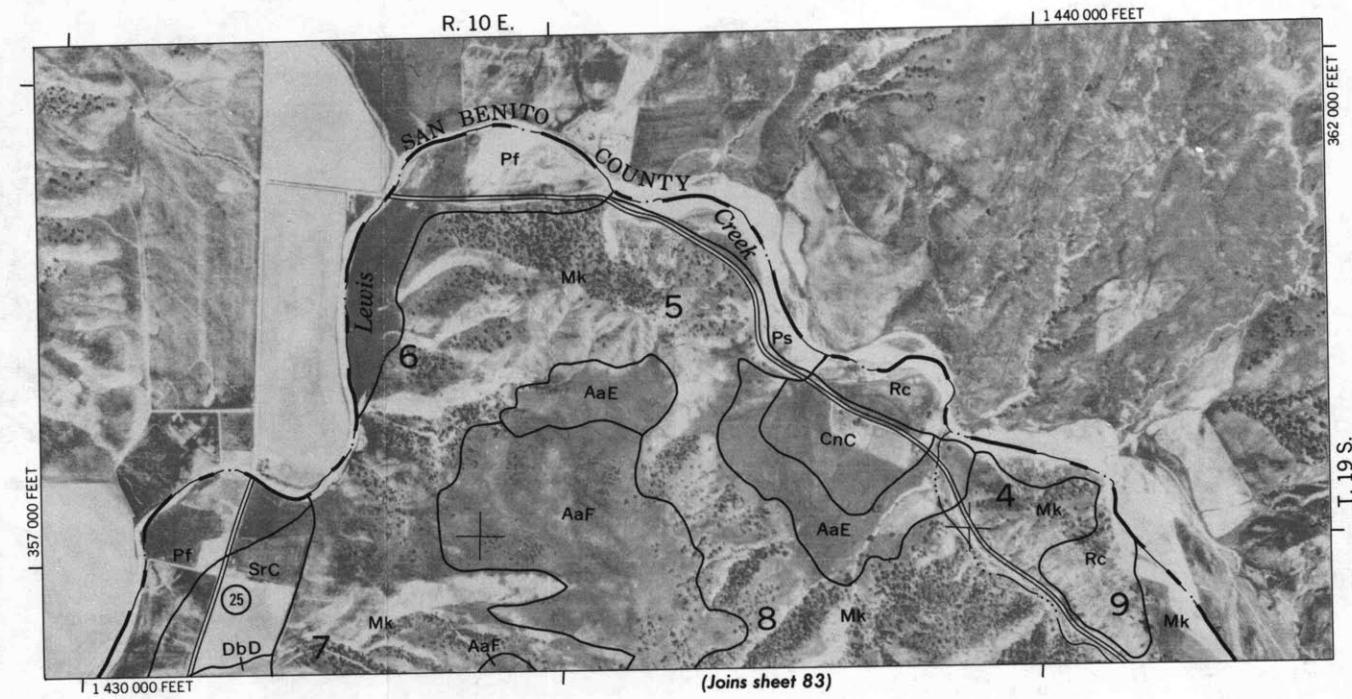 R. 10 E.
1 440 000 FEET
362 000 FEET
SAN BENITO COUNTY
Pf
Creek
Lewis
Mk
5
6
Ps
AaE
Rc
CnC
T. 19 S.
357 000 FEET
AaF
4
Mk
AaE
Pf
SrC
25
Rc
9
8
Mk
Mk
Mk
7
AaF
DbD
1 430 000 FEET
(Joins sheet 83)